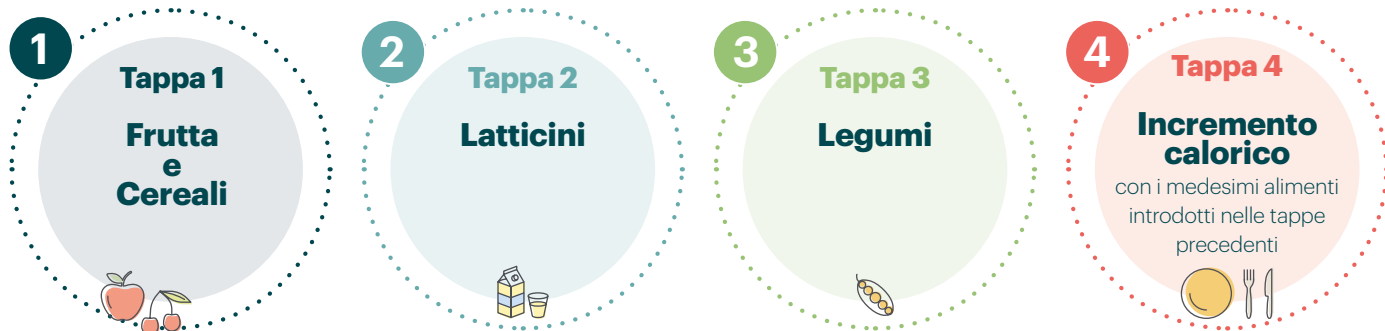 1
Tappa 1
Frutta
e
Cereali
2
Tappa 2
Latticini
3
Tappa 3
Legumi
4
Tappa 4
Incremento
calorico
con i medesimi alimenti
introdotti nelle tappe
precedenti